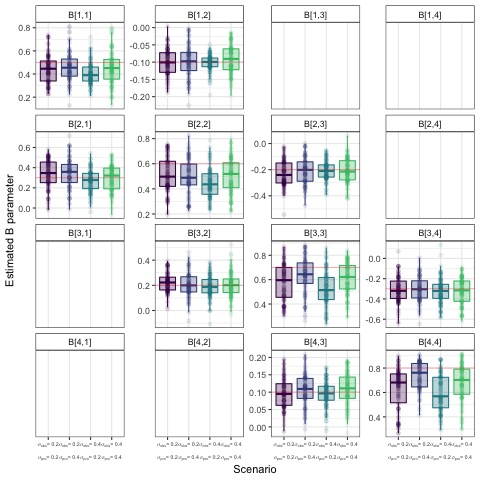 B[1,1] B[1,2] B[1,3] B[1,4]
0.8 0.00
0.6 −0.05
0.4 −0.10
0.2 −0.15
−0.20
B[2,1] B[2,2] B[2,3] B[2,4]
0.6 0.8 0.0
0.4 0.6 −0.2
0.2 0.4 −0.4
0.0 0.2
Estimated B parameter
B[3,1] B[3,2] B[3,3] B[3,4]
0.4 0.8 0.0
0.2 0.6 −0.2
0.0 0.4 −0.4
−0.6
B[4,1] B[4,2] B[4,3] B[4,4]
0.20 0.8
0.15 0.6
0.10 0.4
0.05
0.00
Scenario